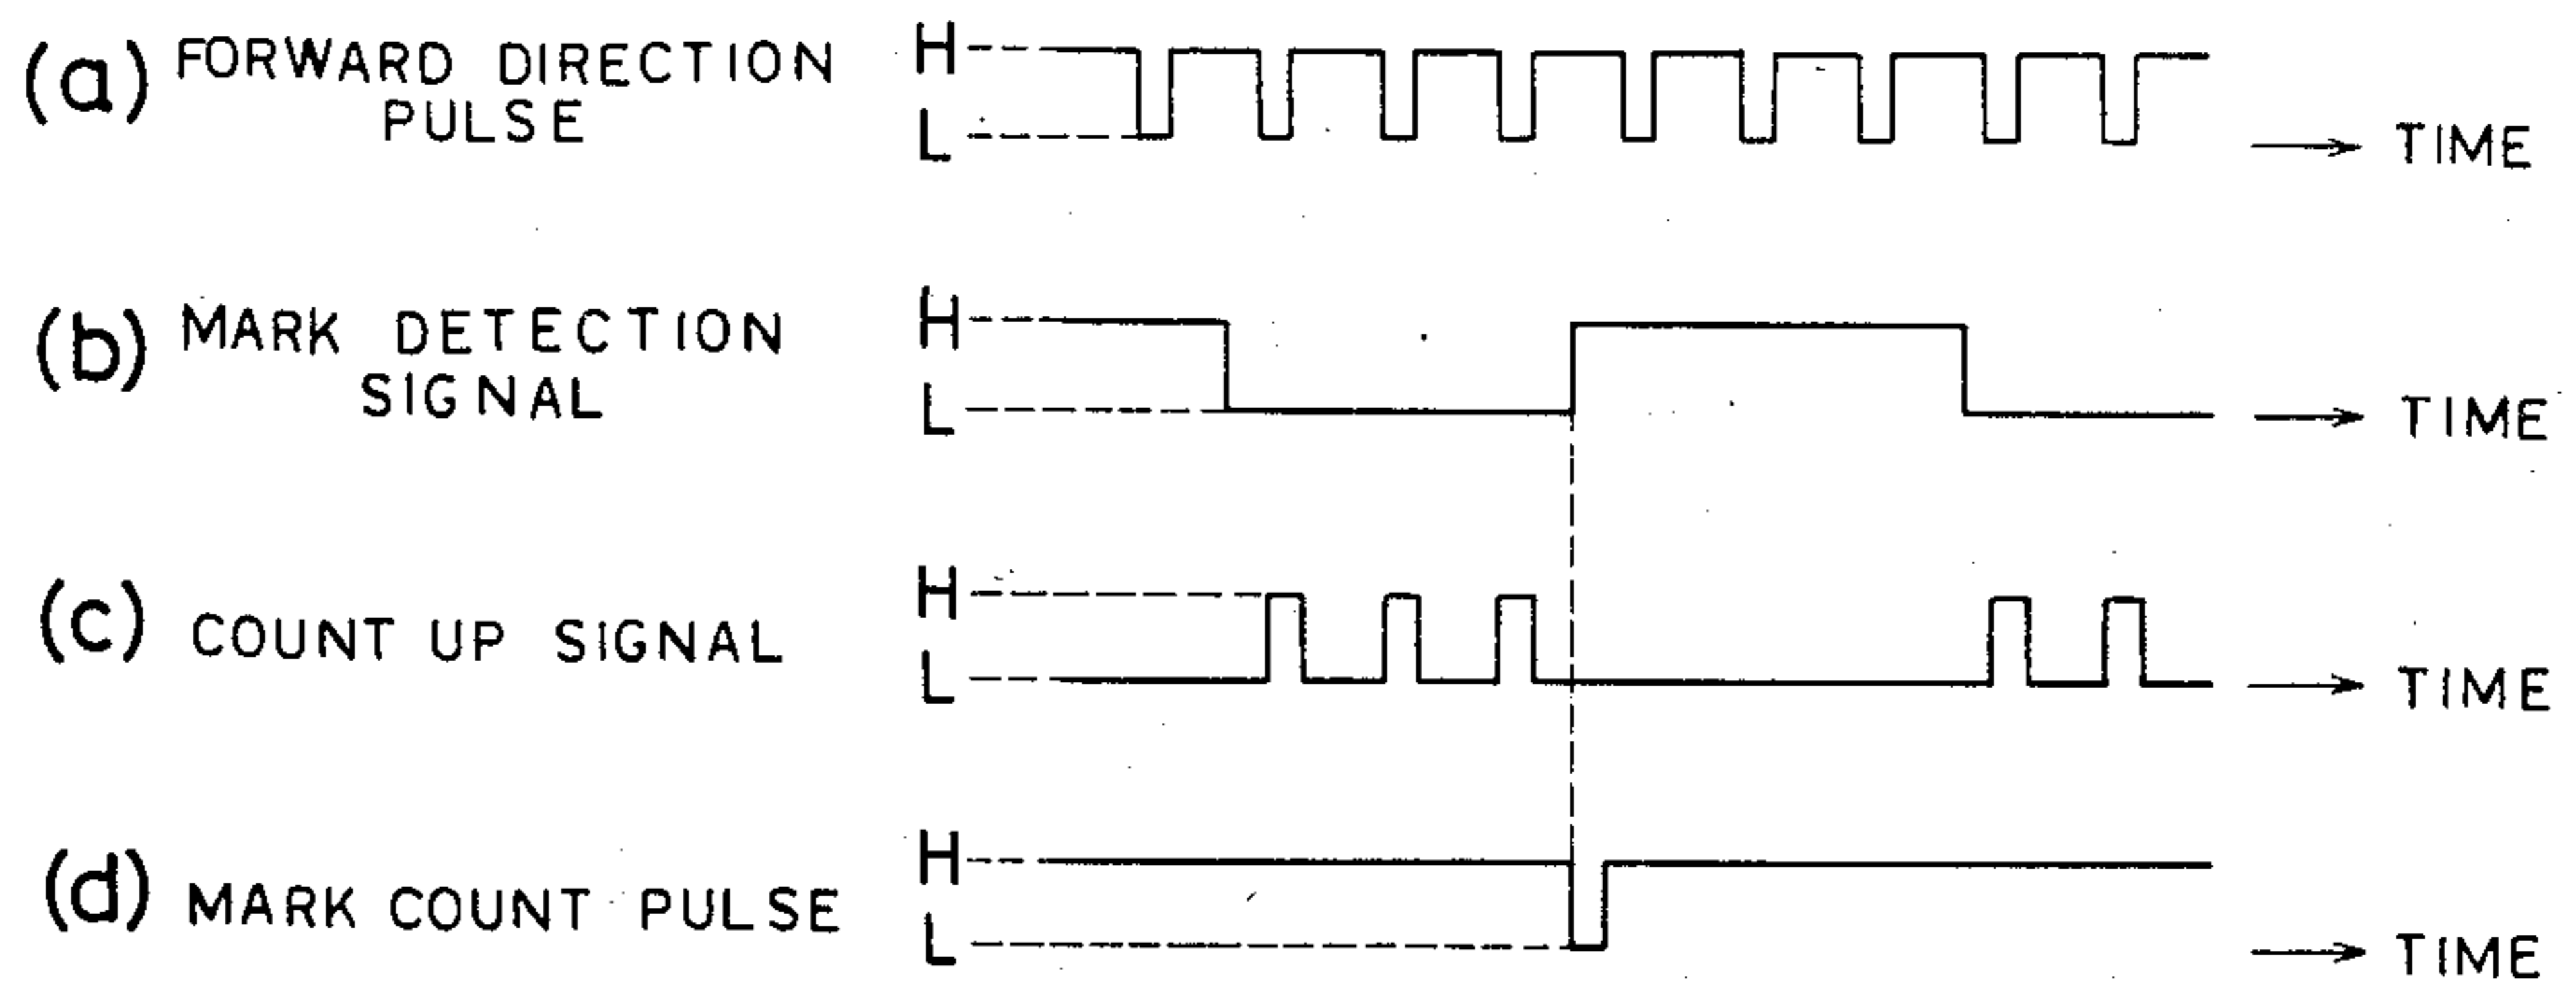 (a) FORWARD DIRECTION
PULSE
H
L
TIME
(b) MARK DETECTION
SIGNAL
H
L
TIME
(c) COUNT UP SIGNAL
H
L
TIME
(d) MARK COUNT PULSE
H
L
TIME